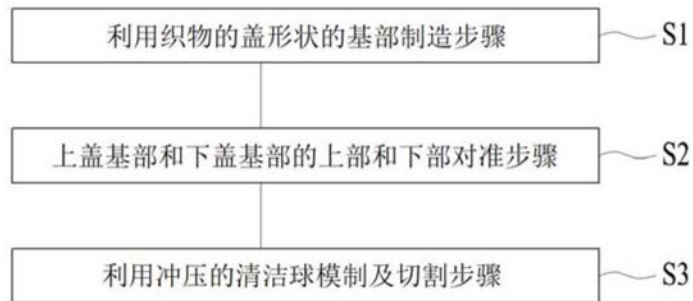 利用织物的盖形状的基部制造步骤 S1
上盖基部和下盖基部的上部和下部对准步骤 S2
利用冲压的清洁球模制及切割步骤 S3